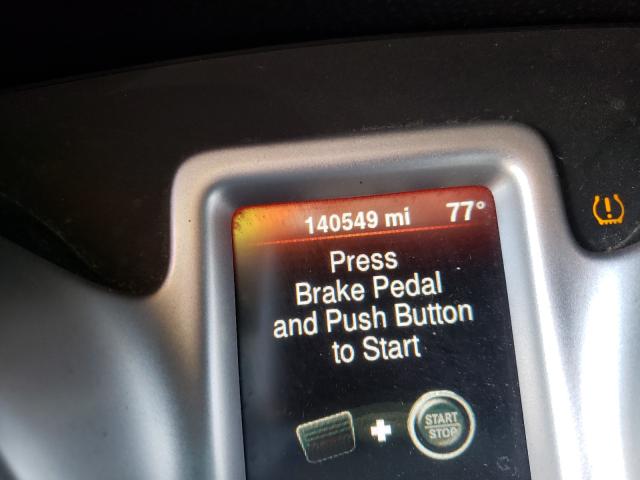 140549 mi 77°
Press
Brake Pedal
and Push Button
to Start
START
STOP